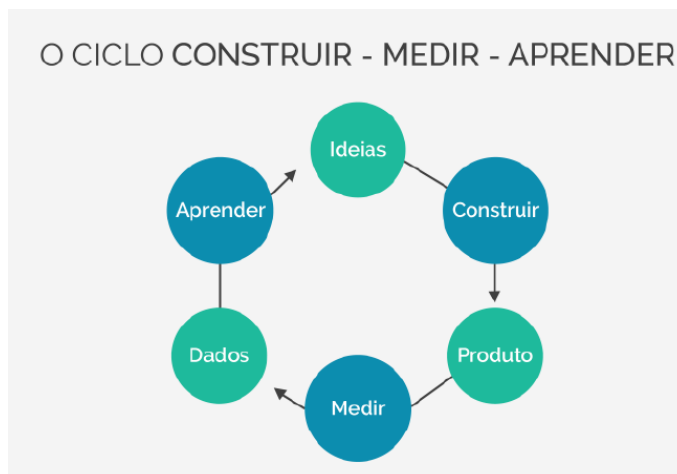 O CICLO CONSTRUIR - MEDIR - APRENDER
Ideias
Construir
Produto
Medir
Dados
Aprender